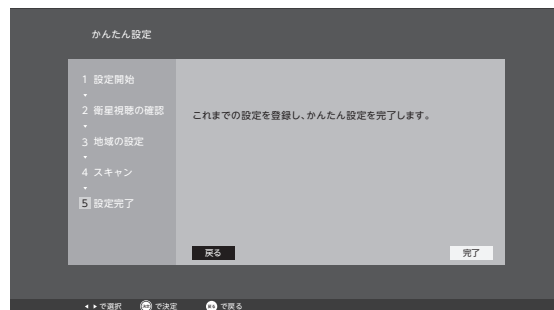 かんたん設定
1 設定開始
2 衛星視聴の確認
3 地域の設定
4 スキャン
5 設定完了
これまでの設定を登録し、かんたん設定を完了します。
戻る 完了
で選択 で決定 で戻る